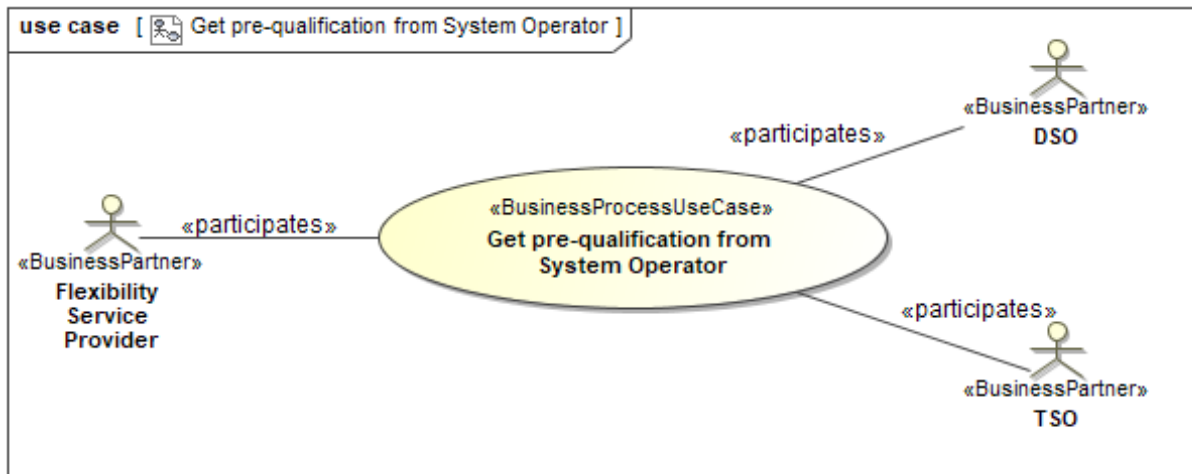 use case [ Get pre-qualification from System Operator ]
«BusinessPartner»
DSO
«participates»
«BusinessProcessUseCase»
Get pre-qualification from
System Operator
«participates»
«BusinessPartner»
Flexibility
Service
Provider
«participates»
«BusinessPartner»
TSO